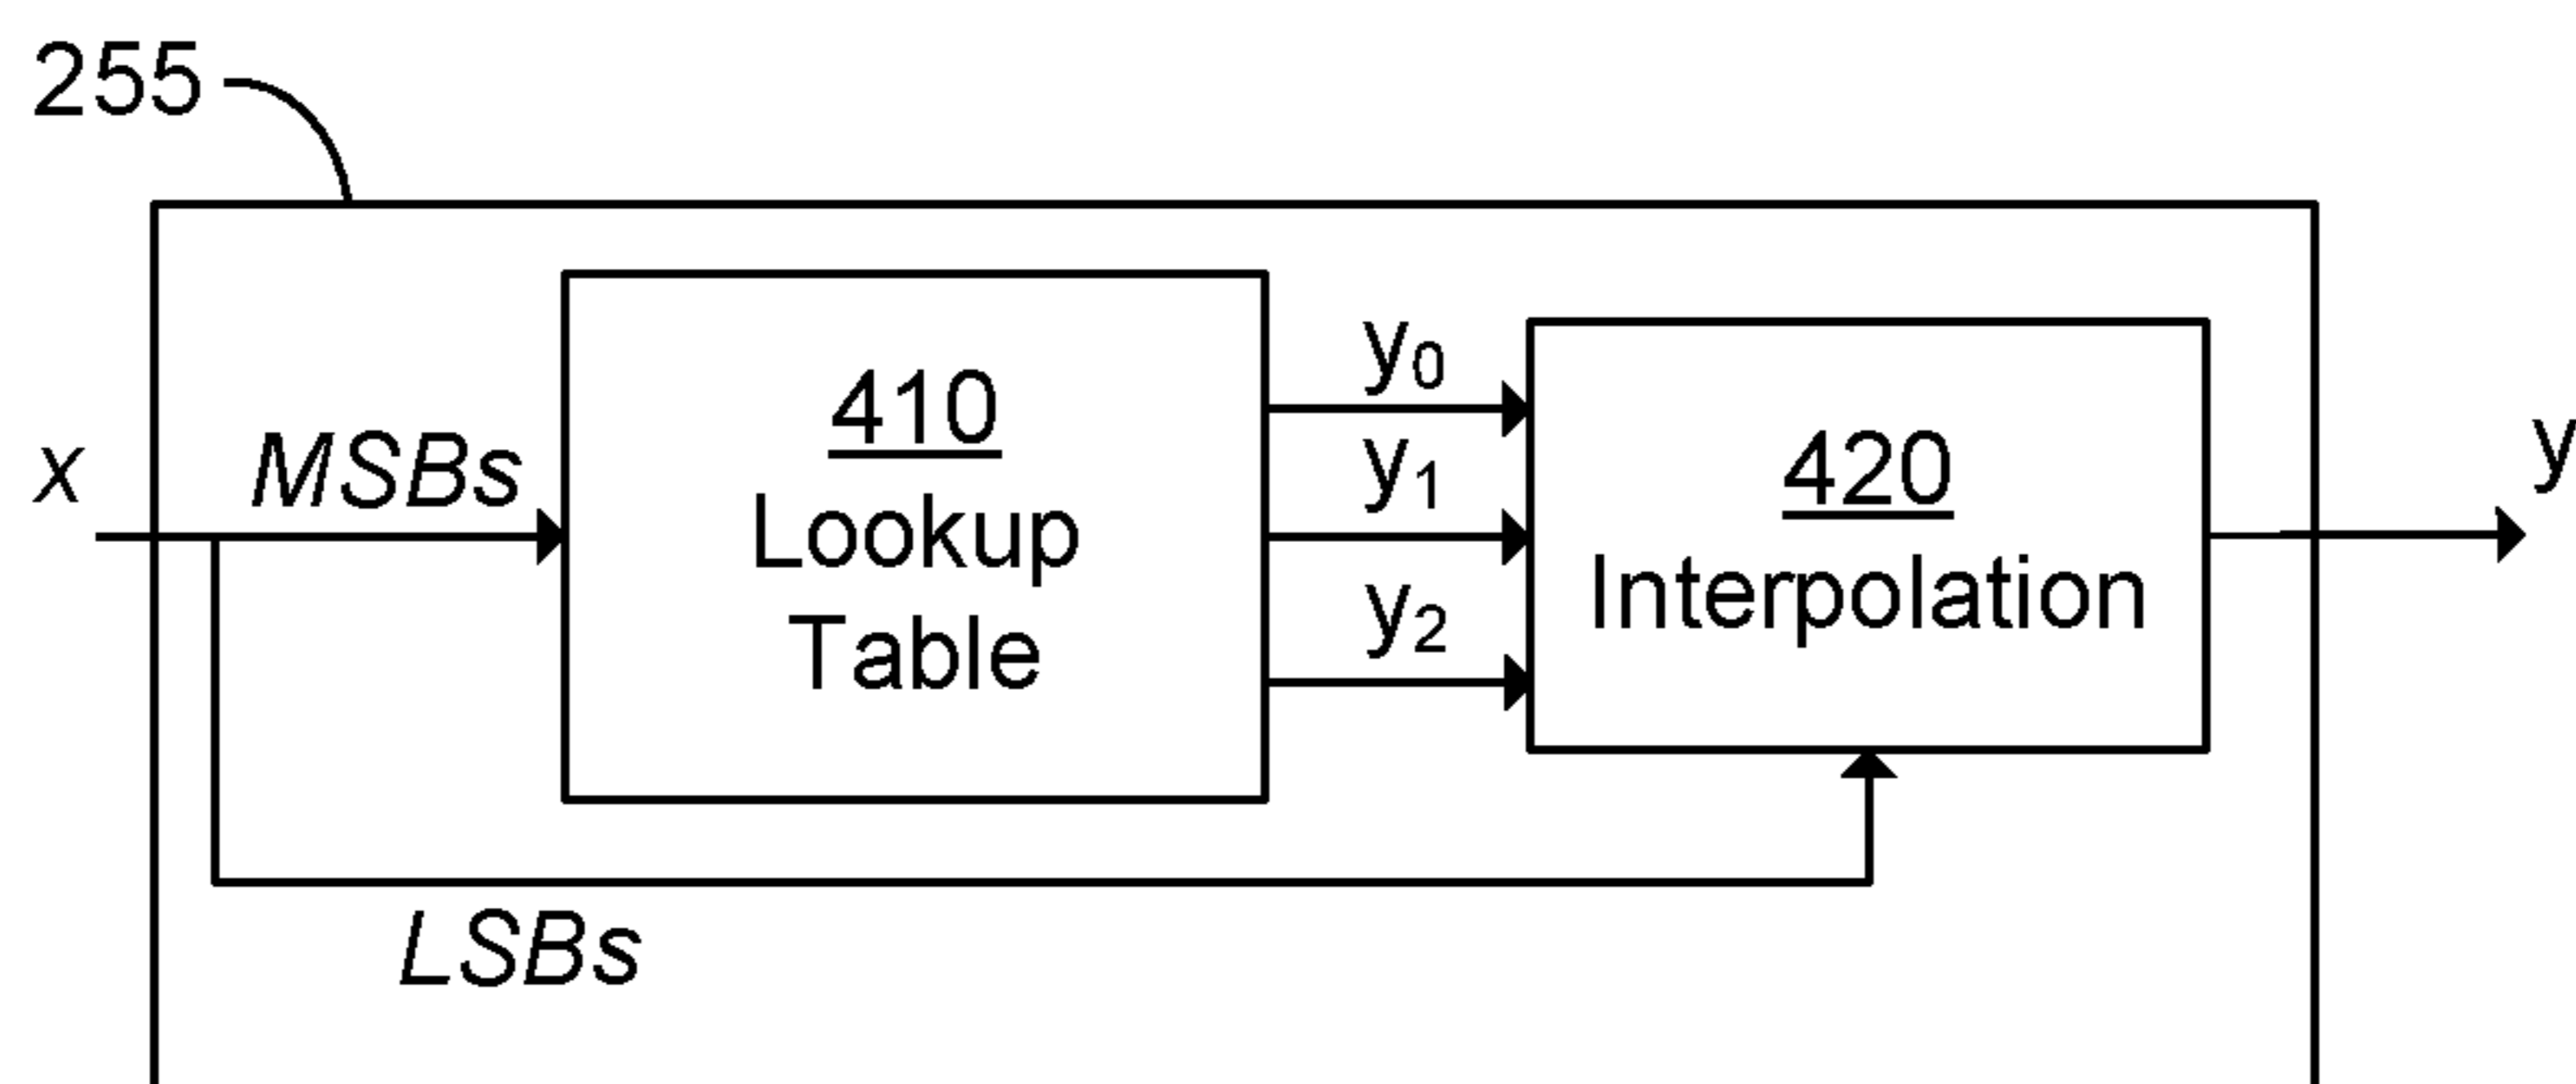 255
x
MSBs
410
Lookup
Table
y₀
y₁
y₂
420
Interpolation
y
LSBs